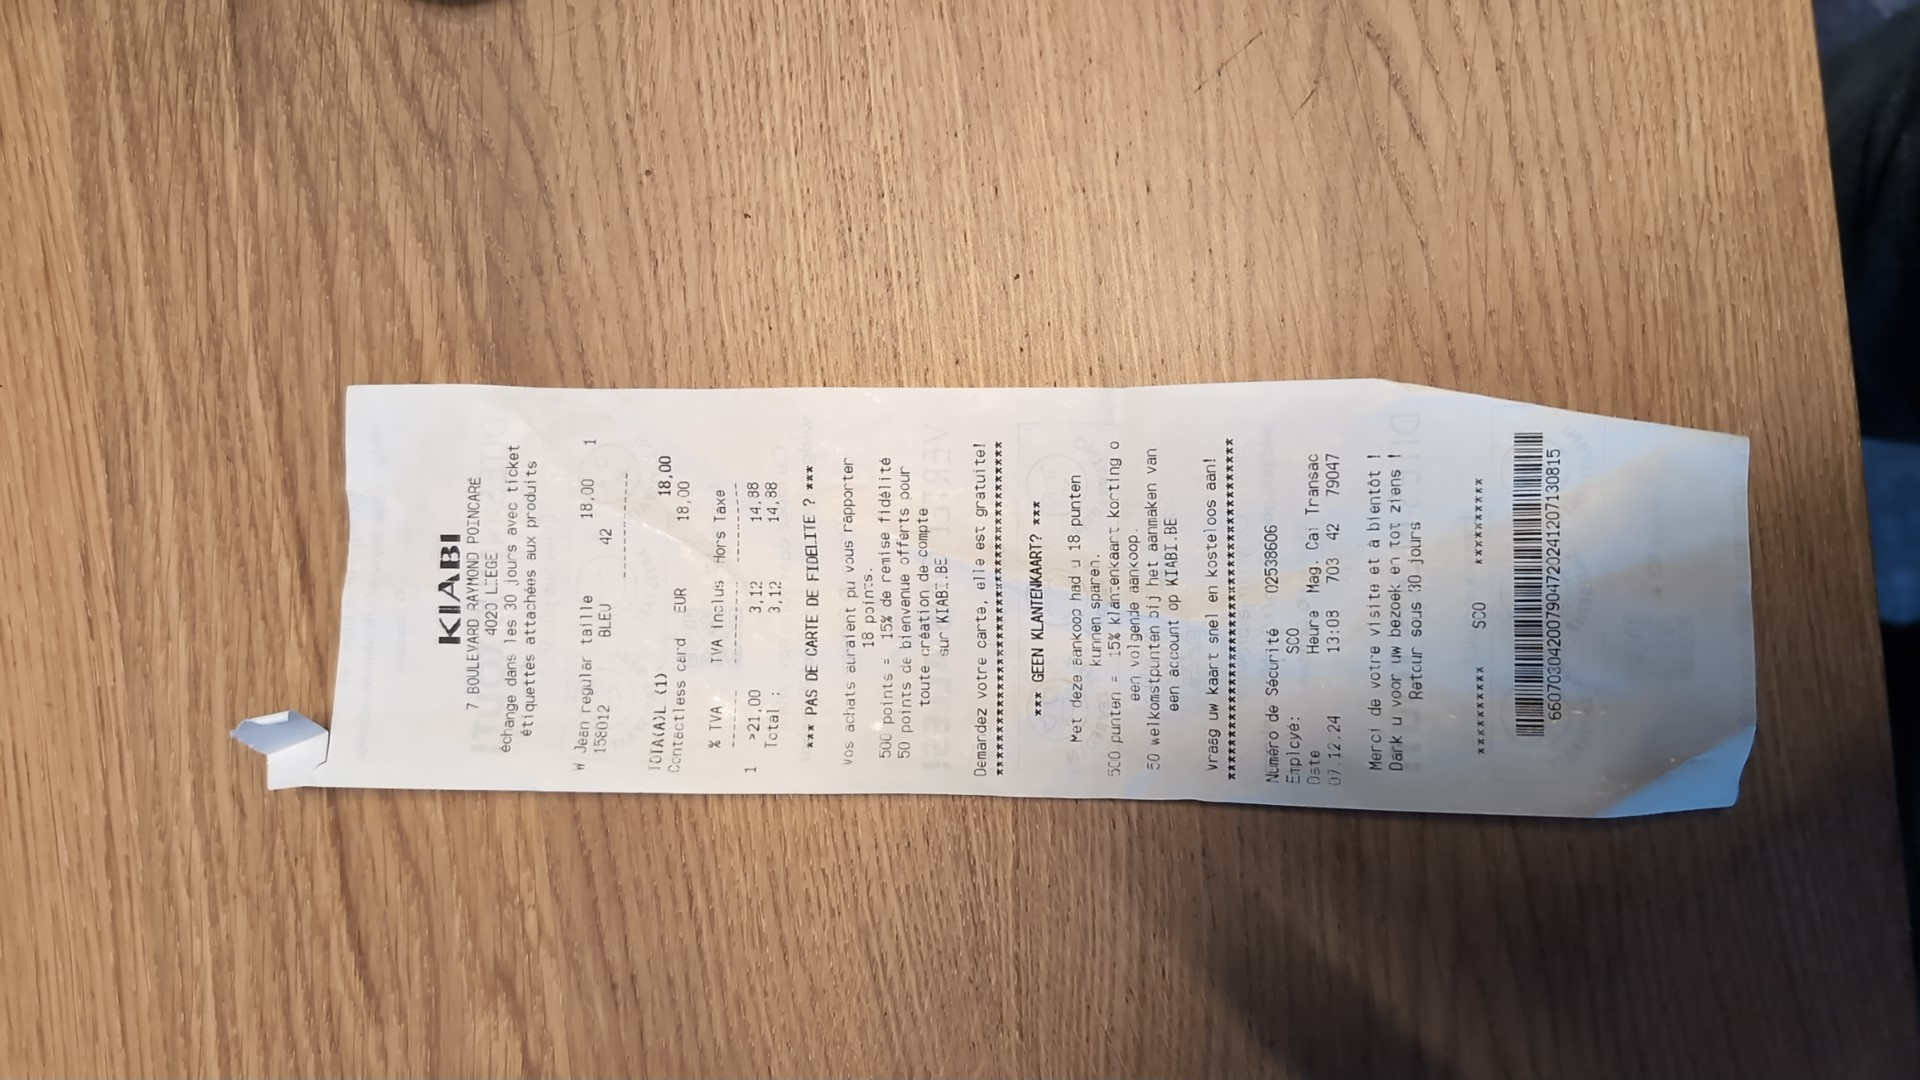 KIABI
7 BOULEVARD RAYMOND POINCARE
4020 LIEGE
échange dans les 30 jours avec ticket
étiquettes attachées aux produits
W Jean regular taille 18,00 1
158012 BLEU 42
TOTA(A)L (1) 18,00
Contactless card EUR 18,00
% TVA TVA inclus Hors Taxe
1 >21,00 3,12 14,88
Total : 3,12 14,88
*** PAS DE CARTE DE FIDELITE ? ***
Vos achats auraient pu vous rapporter
18 points.
500 points = 15% de remise fidélité
50 points de bienvenue offerts pour
toute création de compte
sur KIABI.BE
Demandez votre carte, elle est gratuite!
****************************************
*** GEEN KLANTENKAART? ***
Met deze aankoop had u 18 punten
kunnen sparen.
500 punten = 15% klantenkaart korting o
een volgende aankoop.
50 welkomstpunten bij het aanmaken van
een account op KIABI.BE
Vraag uw kaart snel en kosteloos aan!
****************************************
Numéro de Sécurité 02538606
Employé: SCO
Date Heure Mag. Cai Transac
07.12.24 13:08 703 42 79047
Merci de votre visite et à bientôt !
Dank u voor uw bezoek en tot ziens !
Retour sous 30 jours
********** SCO **********
660703042007904720241207130815